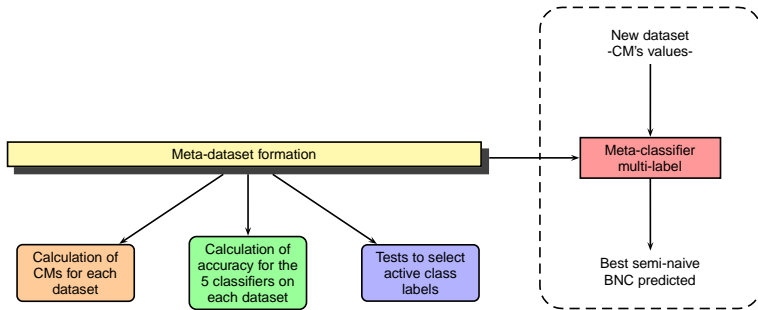 New dataset
-CM's values-
Meta-dataset formation
Meta-classifier
multi-label
Calculation of
CMs for each
dataset
Calculation of
accuracy for the
5 classifiers on
each dataset
Tests to select
active class
labels
Best semi-naive
BNC predicted